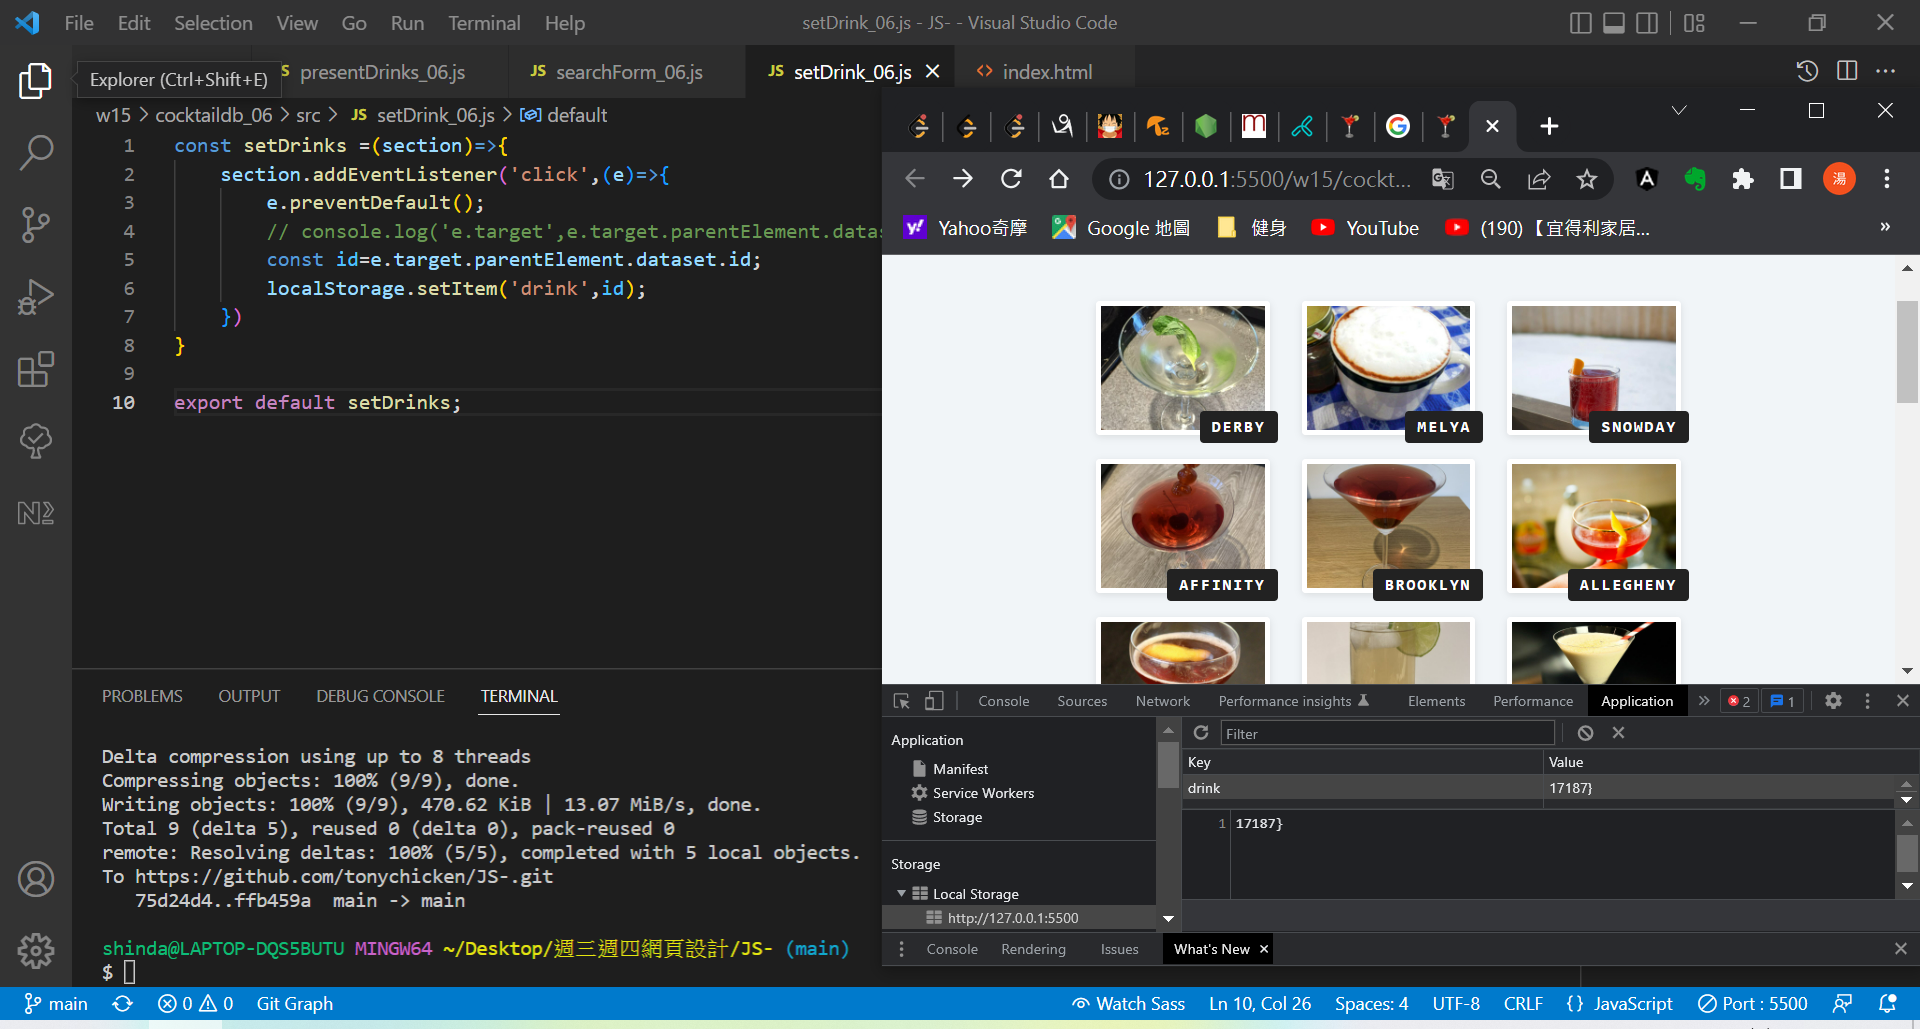 File Edit Selection View Go Run Terminal Help
setDrink_06.js - JS- - Visual Studio Code
Explorer (Ctrl+Shift+E)
JS presentDrinks_06.js
JS searchForm_06.js
JS setDrink_06.js
<> index.html
w15 > cocktaildb_06 > src > JS setDrink_06.js > default
1 const setDrinks =(section)=>{
2 section.addEventListener('click',(e)=>{
3 e.preventDefault();
4 // console.log('e.target',e.target.parentElement.datas
5 const id=e.target.parentElement.dataset.id;
6 localStorage.setItem('drink',id);
7 })
8 }
9
10 export default setDrinks;
PROBLEMS OUTPUT DEBUG CONSOLE TERMINAL
Delta compression using up to 8 threads
Compressing objects: 100% (9/9), done.
Writing objects: 100% (9/9), 470.62 KiB | 13.07 MiB/s, done.
Total 9 (delta 5), reused 0 (delta 0), pack-reused 0
remote: Resolving deltas: 100% (5/5), completed with 5 local objects.
To https://github.com/tonychicken/JS-.git
75d24d4..ffb459a main -> main
shinda@LAPTOP-DQS5BUTU MINGW64 ~/Desktop/週三週四網頁設計/JS- (main)
$
127.0.0.1:5500/w15/cockt...
湯
Yahoo奇摩 Google 地圖 健身 YouTube (190) 【宜得利家居... »
DERBY MELYA SNOWDAY
AFFINITY BROOKLYN ALLEGHENY
Console Sources Network Performance insights Elements Performance Application » 2 1
Application
Manifest
Service Workers
Storage
Storage
Local Storage
http://127.0.0.1:5500
Filter
Key Value
drink 17187}
1 17187}
Console Rendering Issues What's New
main 0 0 Git Graph Watch Sass Ln 10, Col 26 Spaces: 4 UTF-8 CRLF {} JavaScript Port : 5500